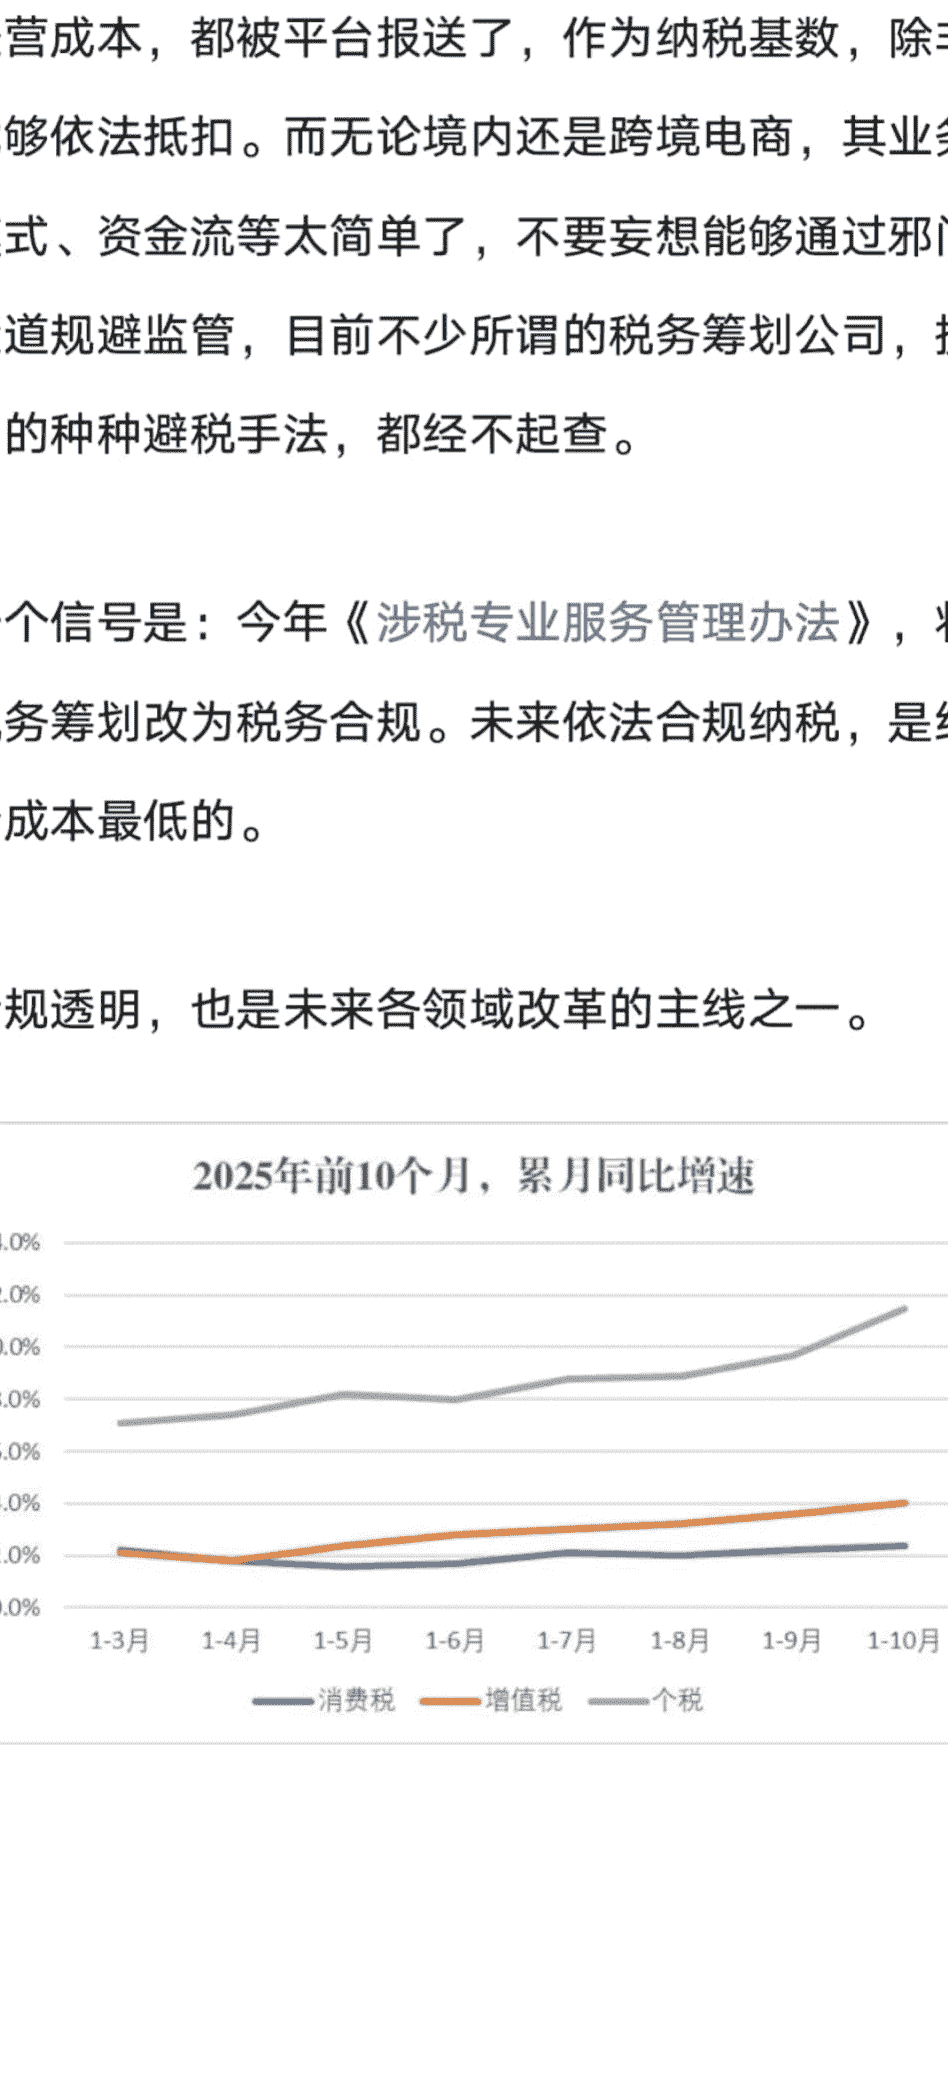 营成本，都被平台报送了，作为纳税基数，除
够依法抵扣。而无论境内还是跨境电商，其业务
式、资金流等太简单了，不要妄想能够通过邪
道规避监管，目前不少所谓的税务筹划公司，
的种种避税手法，都经不起查。
个信号是：今年《涉税专业服务管理办法》，
务筹划改为税务合规。未来依法合规纳税，是
成本最低的。
规透明，也是未来各领域改革的主线之一。
2025年前10个月，累月同比增速
.0%
.0%
.0%
.0%
.0%
.0%
.0%
.0%
1-3月 1-4月 1-5月 1-6月 1-7月 1-8月 1-9月 1-10月
消费税 增值税 个税